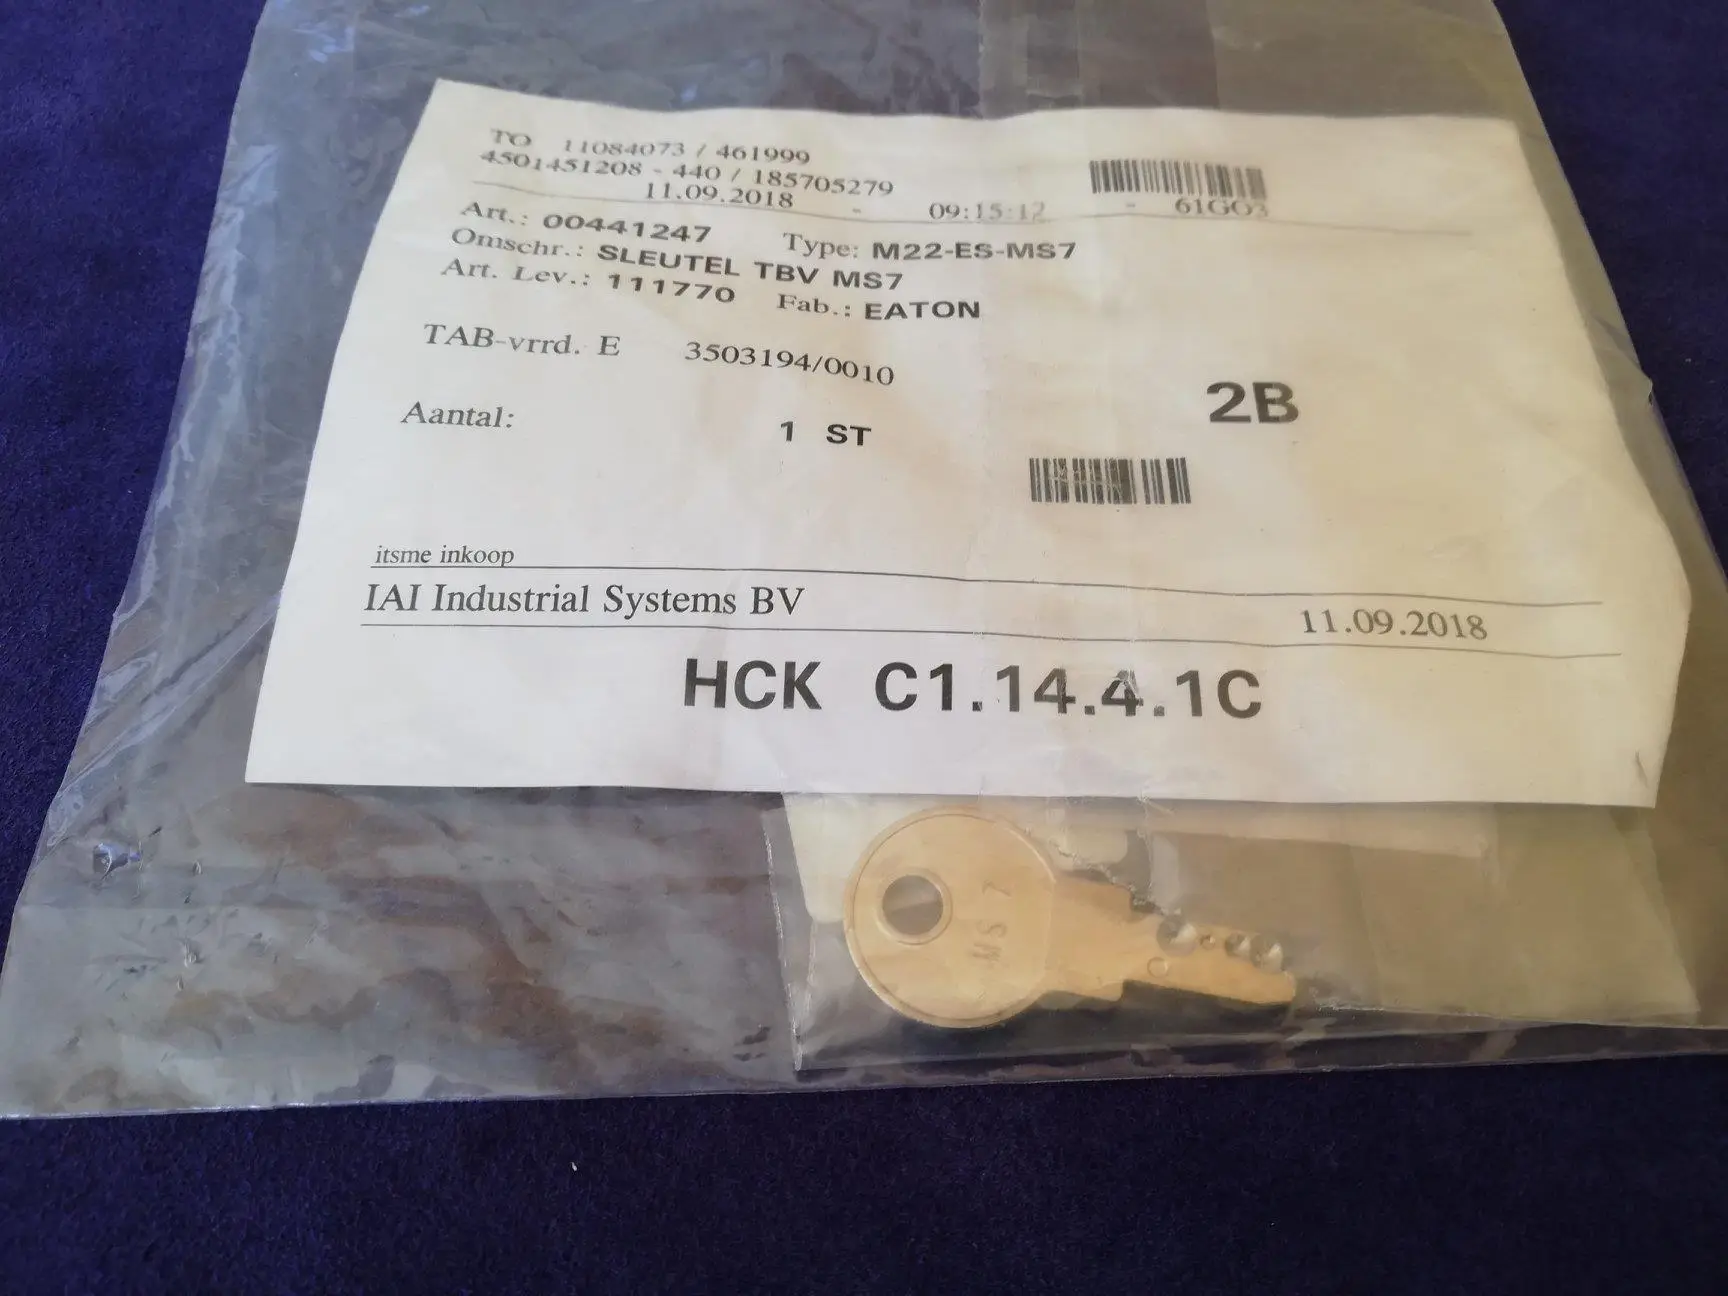 TO 11084073 / 461999
4501451208 - 440 / 185705279
11.09.2018 - 09:15:12 - 61GO3
Art.: 00441247 Type: M22-ES-MS7
Omschr.: SLEUTEL TBV MS7
Art. Lev.: 111770 Fab.: EATON
TAB-vrrd. E 3503194/0010
2B
Aantal: 1 ST
itsme inkoop
IAI Industrial Systems BV 11.09.2018
HCK C1.14.4.1C
MS 7